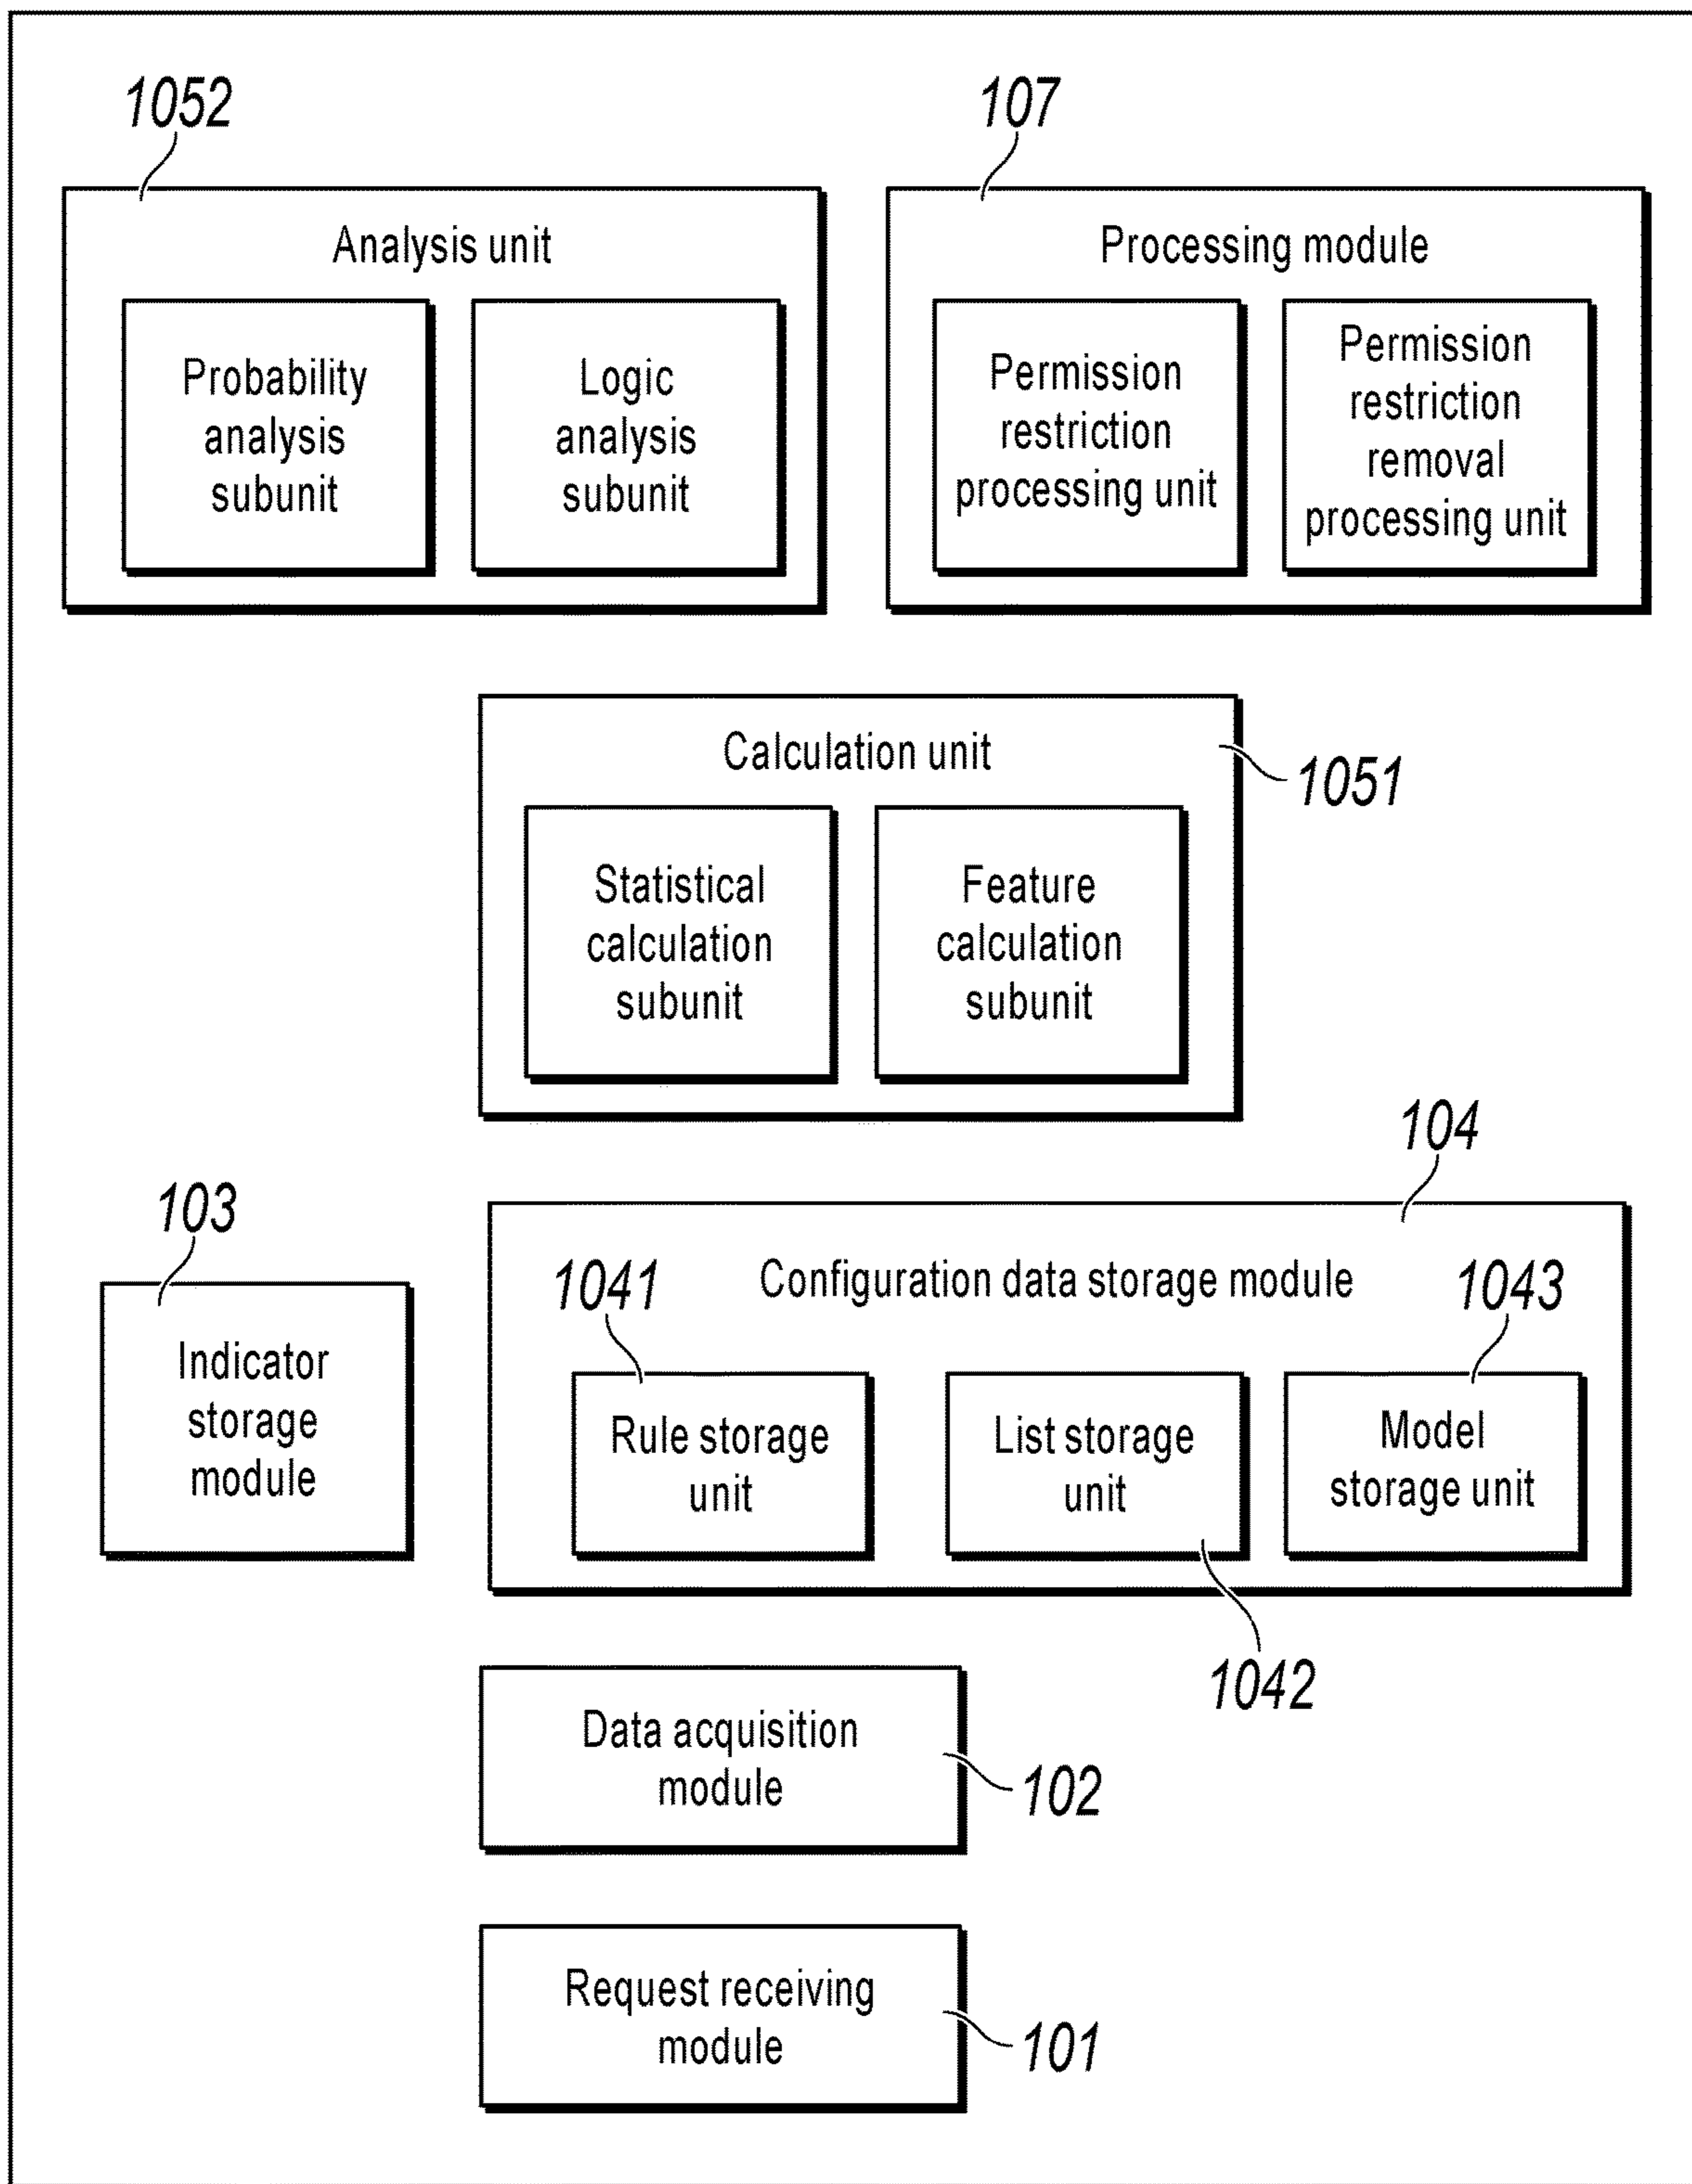 1052
107
Analysis unit
Probability
analysis
subunit
Logic
analysis
subunit
Processing module
Permission
restriction
processing unit
Permission
restriction
removal
processing unit
Calculation unit
1051
Statistical
calculation
subunit
Feature
calculation
subunit
104
103
Indicator
storage
module
Configuration data storage module
1041
1043
Rule storage
unit
List storage
unit
Model
storage unit
1042
Data acquisition
module
102
Request receiving
module
101